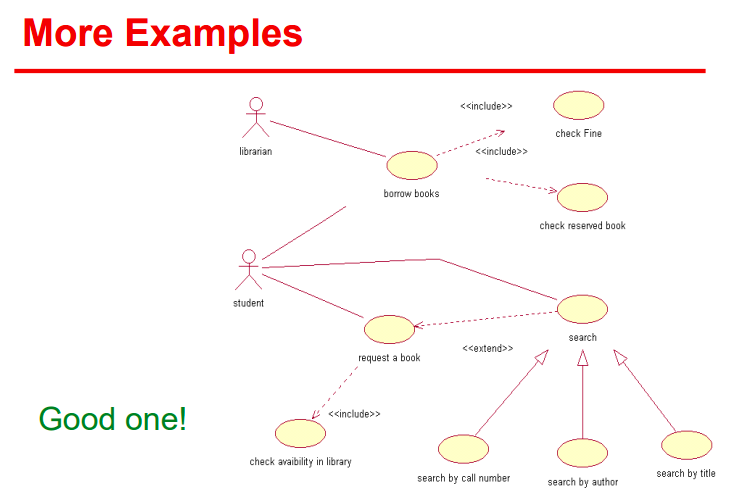 More Examples
<<include>>
check Fine
librarian
<<include>>
borrow books
check reserved book
student
search
<<extend>>
request a book
Good one!
<<include>>
check avaibility in library
search by call number
search by author
search by title